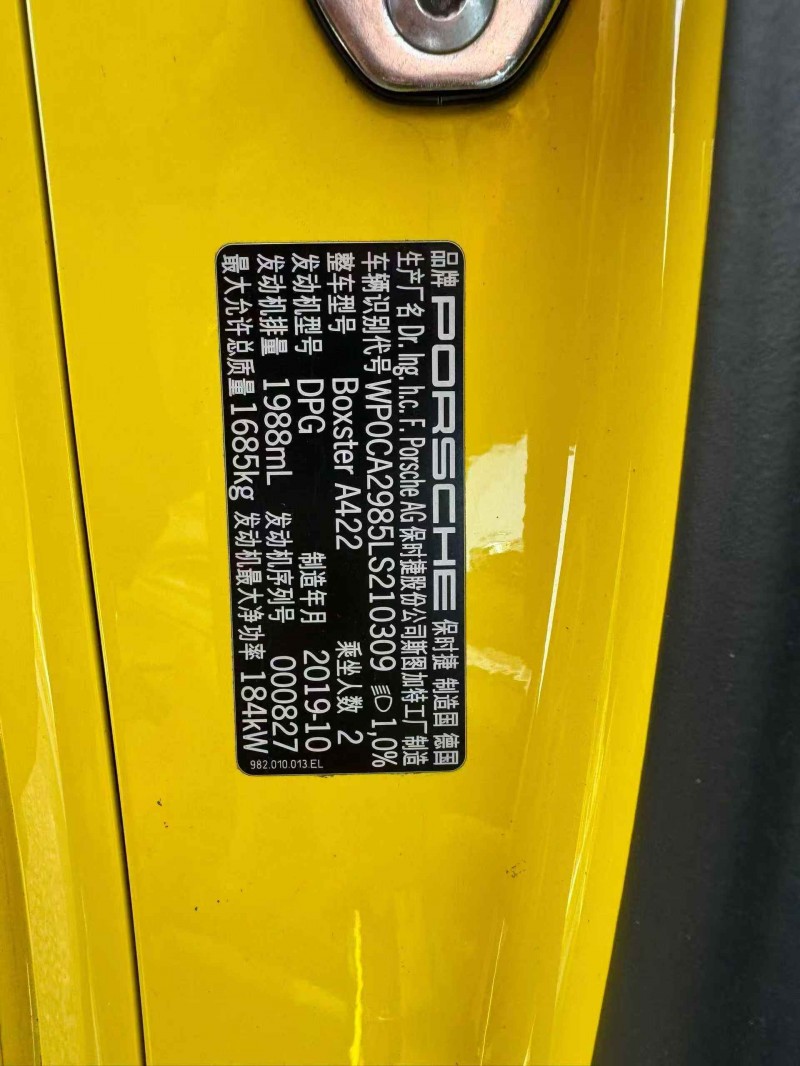 品牌 PORSCHE 保时捷 制造国 德国
生产厂名 Dr. Ing. h.c. F. Porsche AG 保时捷股份公司斯图加特工厂制造
车辆识别代号 WP0CA2985LS210309 1,0%
整车型号 Boxster A422 乘坐人数 2
发动机型号 DPG 制造年月 2019-10
发动机排量 1988mL 发动机序列号 000827
最大允许总质量 1685kg 发动机最大净功率 184kW
982.010.013.EL